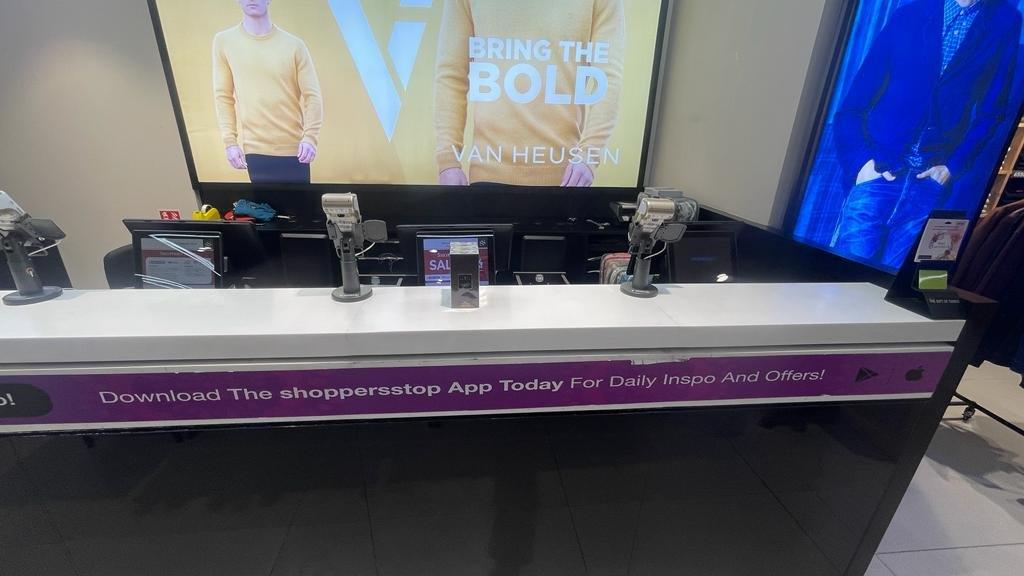 BRING THE
BOLD
VAN HEUSEN
SAL
Download The shoppersstop App Today For Daily Inspo And Offers!